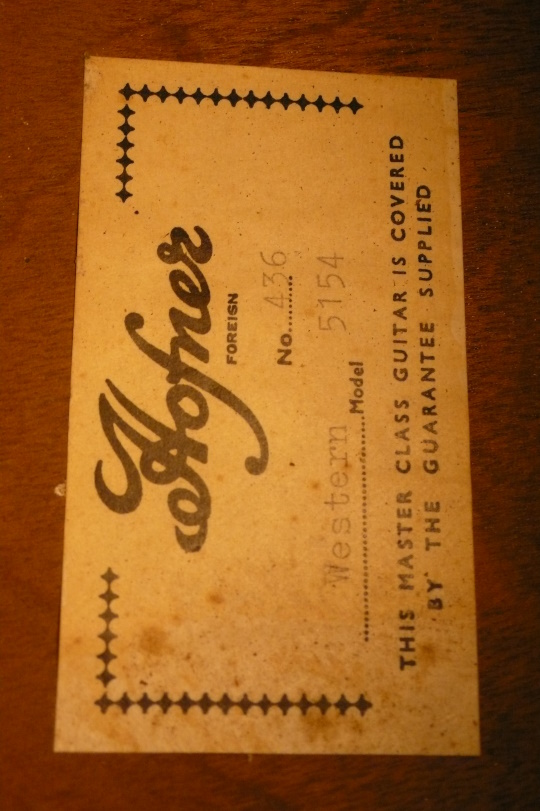 Hofner
FOREIGN
No........ 436
Western 5154
....................Model
THIS MASTER CLASS GUITAR IS COVERED
BY THE GUARANTEE SUPPLIED